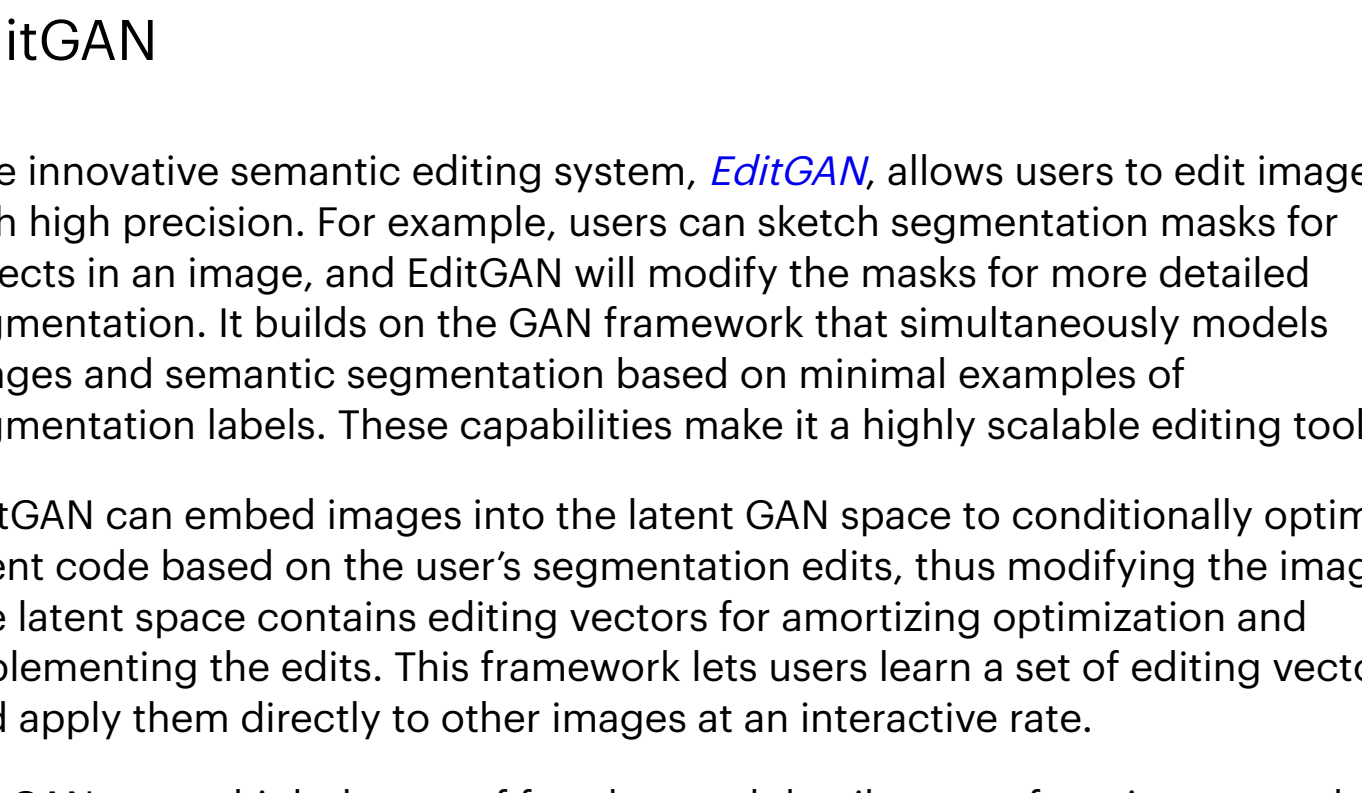 itGAN
e innovative semantic editing system, EditGAN, allows users to edit image
h high precision. For example, users can sketch segmentation masks for
ects in an image, and EditGAN will modify the masks for more detailed
gmentation. It builds on the GAN framework that simultaneously models
ages and semantic segmentation based on minimal examples of
gmentation labels. These capabilities make it a highly scalable editing tool
tGAN can embed images into the latent GAN space to conditionally optim
ent code based on the user’s segmentation edits, thus modifying the imag
e latent space contains editing vectors for amortizing optimization and
plementing the edits. This framework lets users learn a set of editing vecto
d apply them directly to other images at an interactive rate.